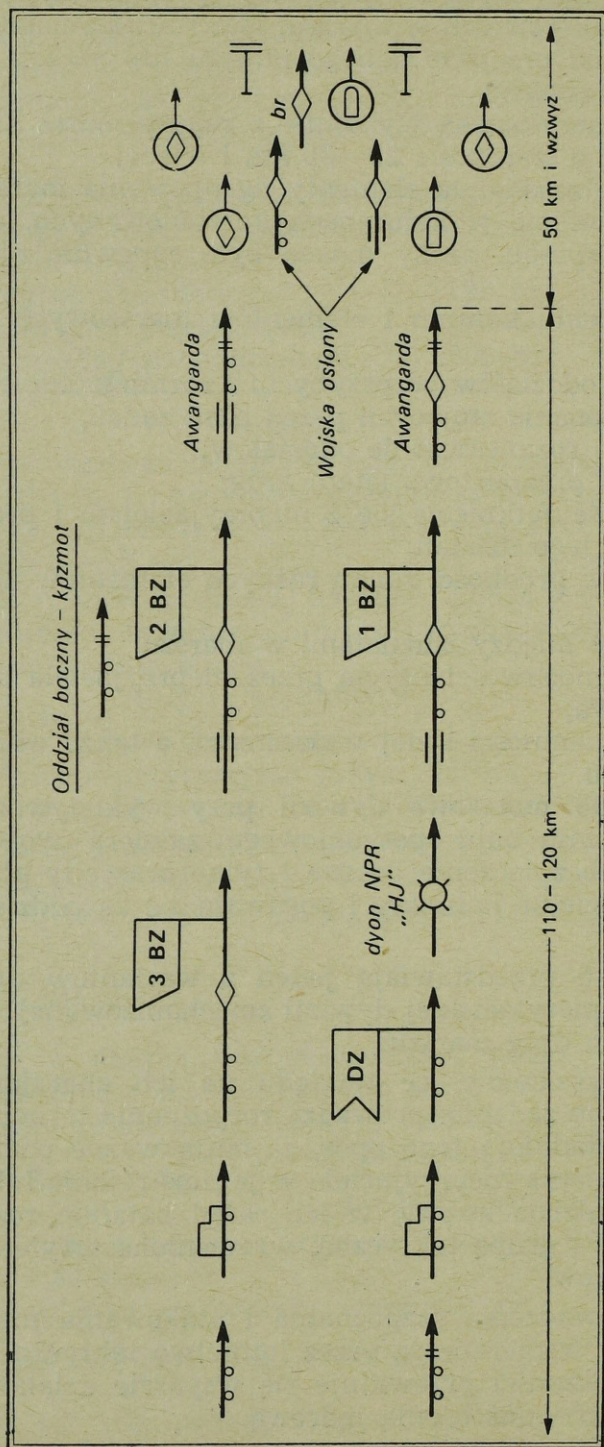 Oddział boczny – kpzmot
br
Awangarda
2 BZ
3 BZ
Wojska osłony
Awangarda
1 BZ
dyon NPR
„HJ”
DZ
110 – 120 km
50 km i wzwyż